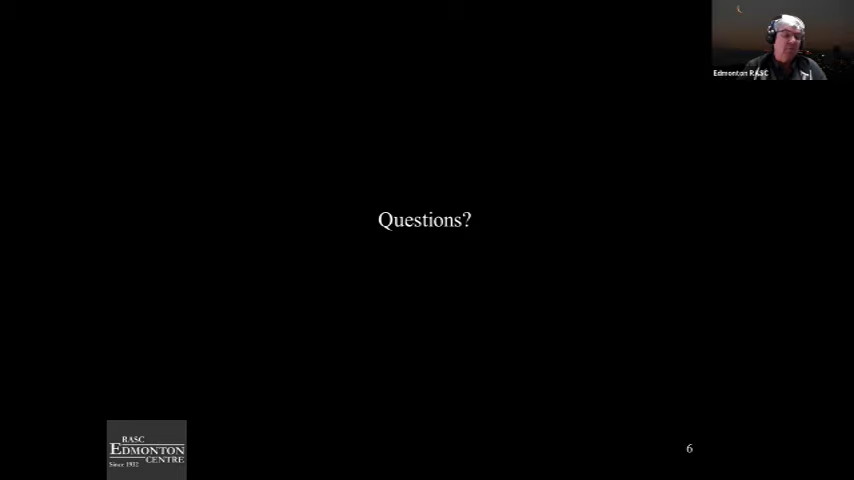 Edmonton RASC
Questions?
RASC
EDMONTON
CENTRE
Since 1932
6